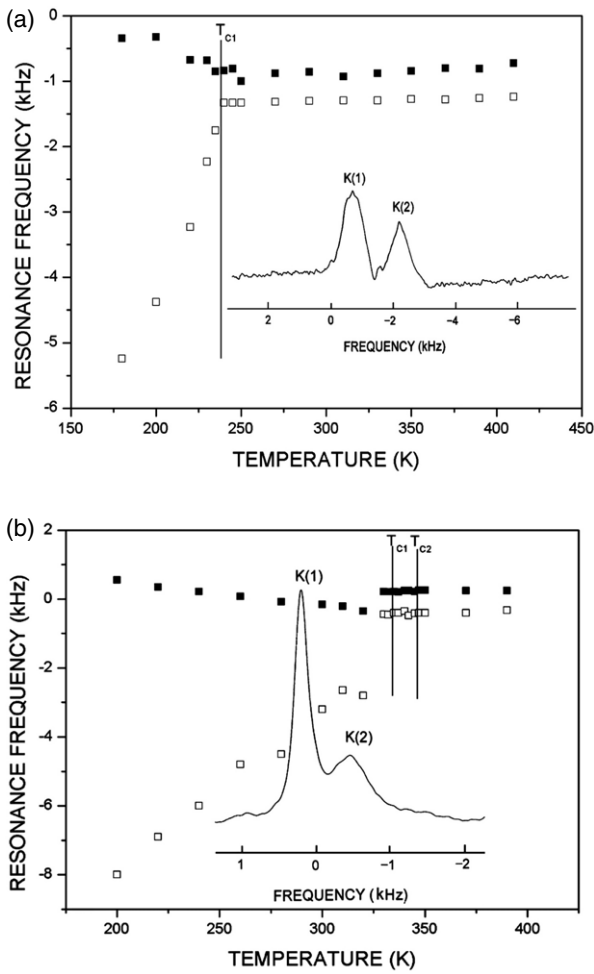 (a)
T C1
0
-1
-2
-3
-4
-5
-6
RESONANCE FREQUENCY (kHz)
K(1)
K(2)
2 0 −2 −4 −6
FREQUENCY (kHz)
150 200 250 300 350 400 450
TEMPERATURE (K)
(b)
T C1 T C2
2
0
-2
-4
-6
-8
RESONANCE FREQUENCY (kHz)
K(1)
K(2)
1 0 −1 −2
FREQUENCY (kHz)
200 250 300 350 400
TEMPERATURE (K)